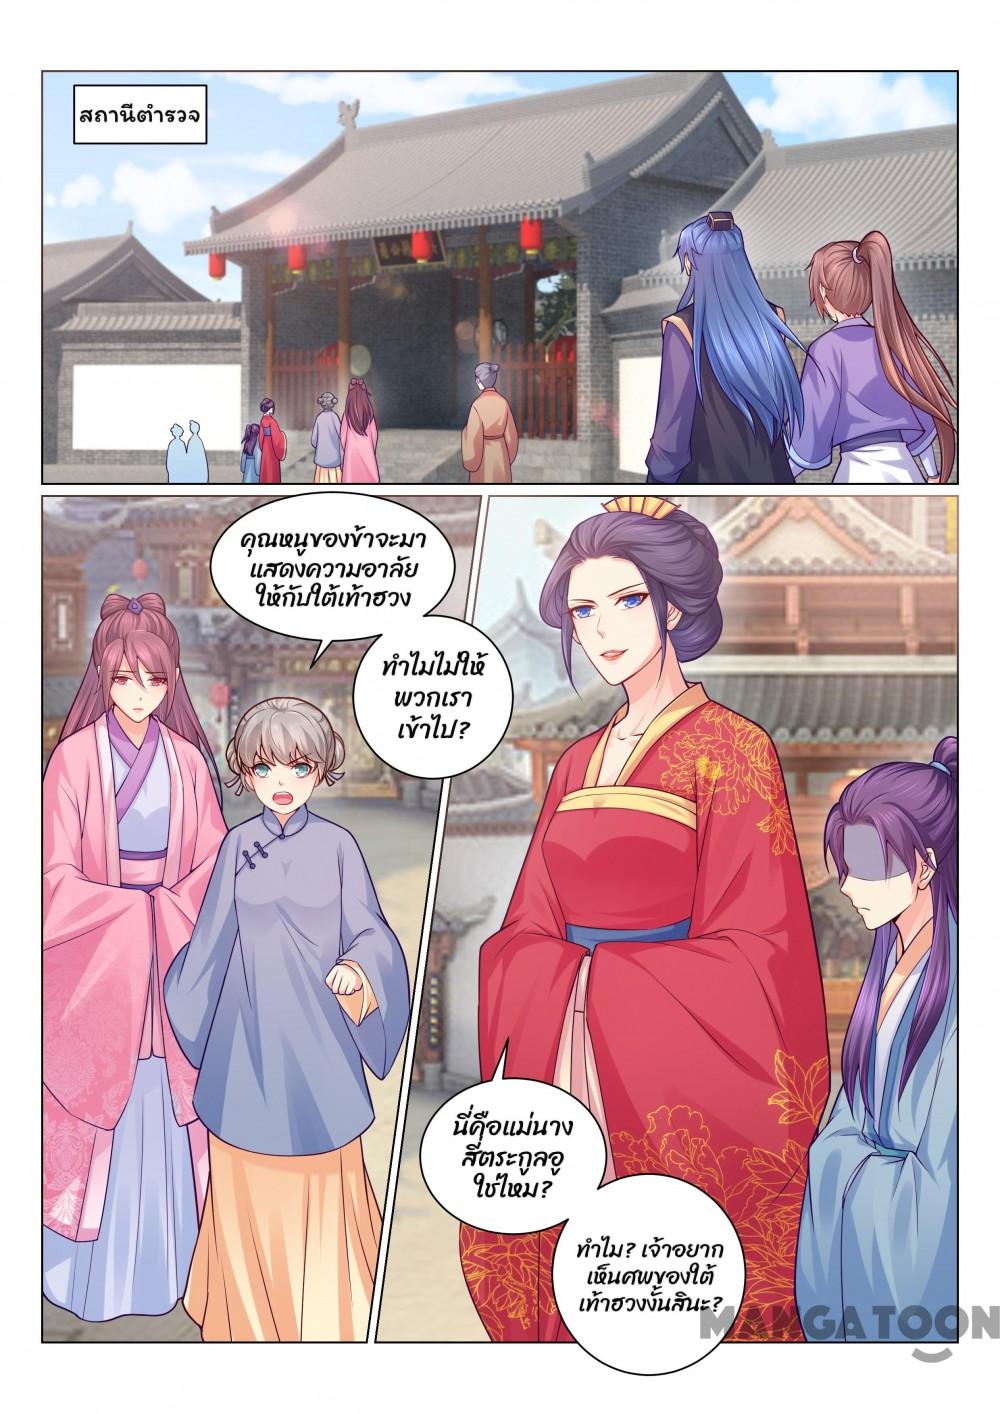 สถานีตำรวจ
คุณหนูของข้าจะมา
แสดงความอาลัย
ให้กับใต้เท้าฮวง
ทำไมไม่ให้
พวกเรา
เข้าไป?
นี่คือแม่นาง
สี่ตระกูลอู
ใช่ไหม?
ทำไม? เจ้าอยาก
เห็นศพของใต้
เท้าฮวงงั้นสินะ?
MANGATOON